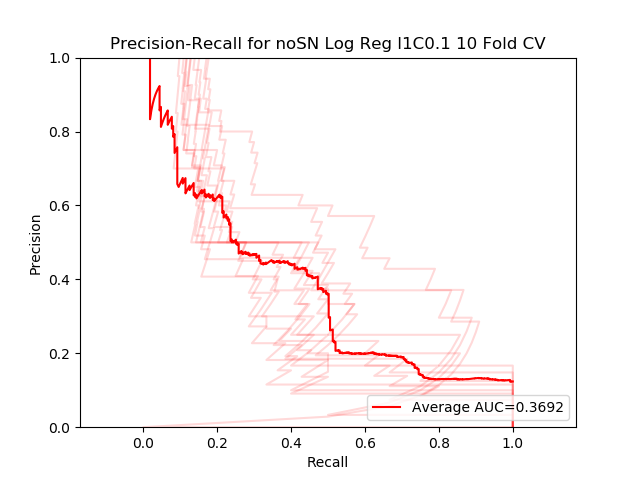 Precision-Recall for noSN Log Reg l1C0.1 10 Fold CV
1.0
0.8
0.6
0.4
0.2
0.0
Precision
0.0 0.2 0.4 0.6 0.8 1.0
Recall
Average AUC=0.3692